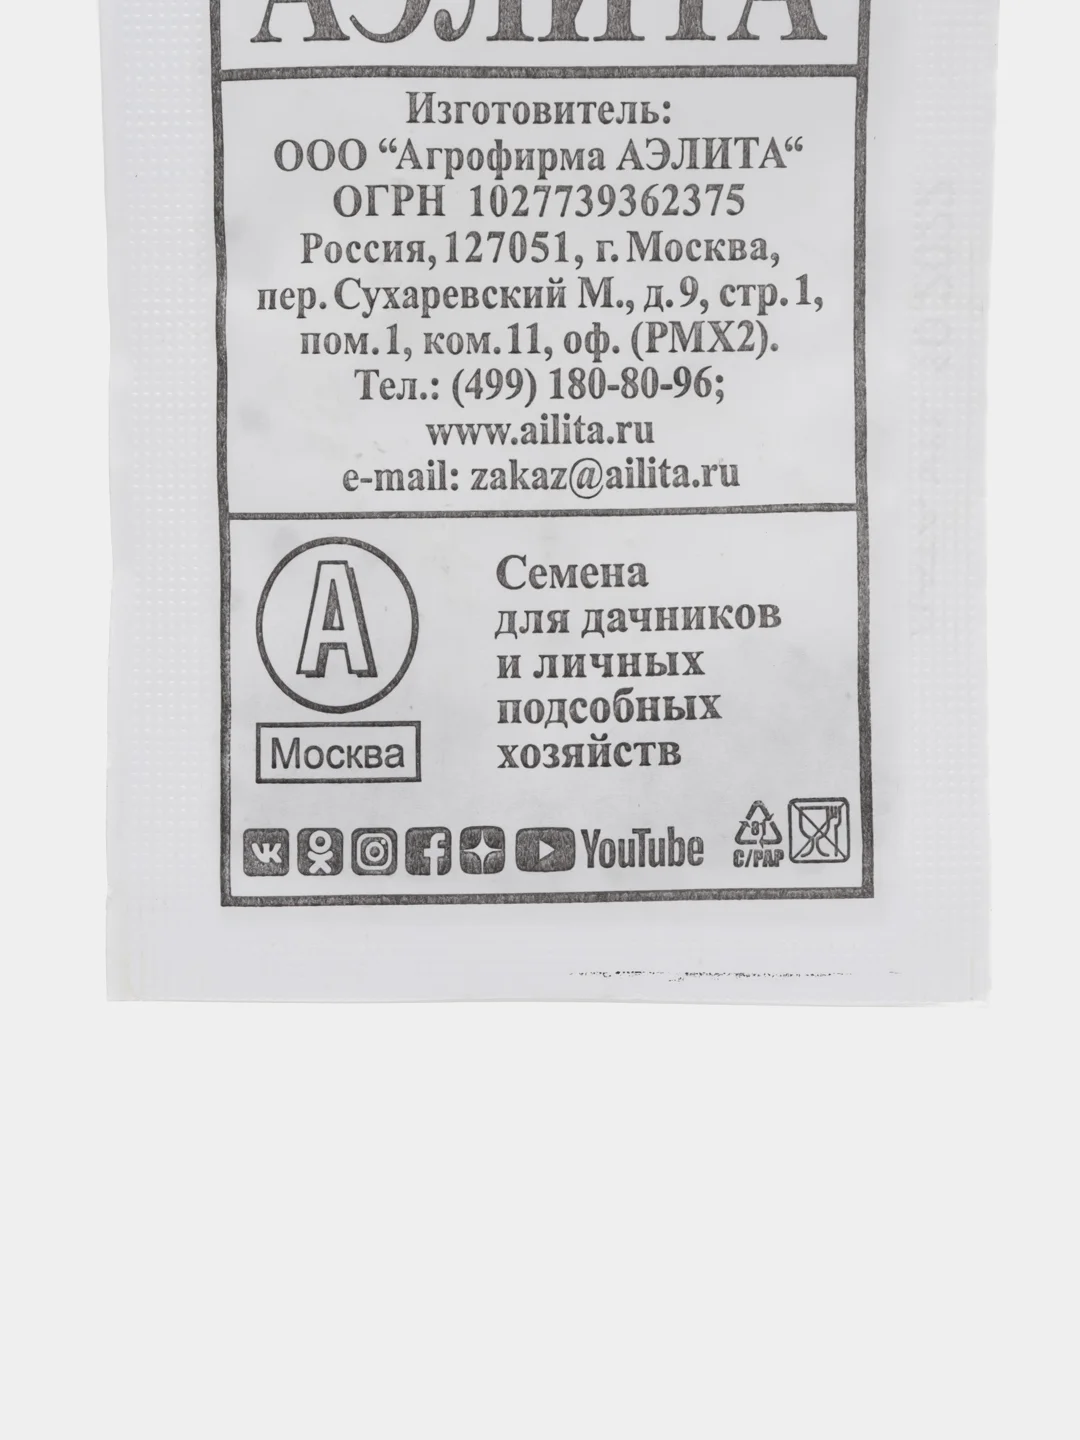 АЭЛИТА
Изготовитель:
ООО “Агрофирма АЭЛИТА“
ОГРН 1027739362375
Россия, 127051, г. Москва,
пер. Сухаревский М., д. 9, стр. 1,
пом. 1, ком. 11, оф. (РМХ2).
Тел.: (499) 180-80-96;
www.ailita.ru
e-mail: zakaz@ailita.ru
А
Москва
Семена
для дачников
и личных
подсобных
хозяйств
YouTube
81
C/PAP